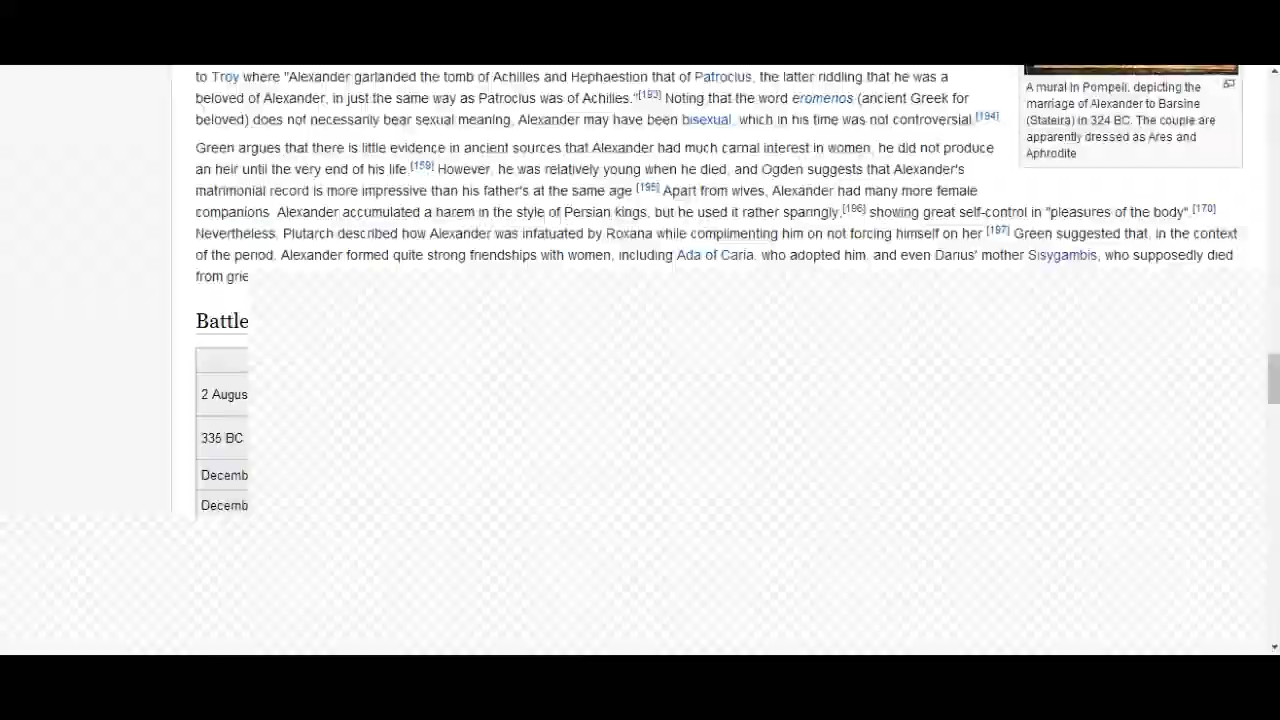 to Troy where "Alexander garlanded the tomb of Achilles and Hephaestion that of Patroclus, the latter riddling that he was a
beloved of Alexander, in just the same way as Patroclus was of Achilles."[193] Noting that the word eromenos (ancient Greek for
beloved) does not necessarily bear sexual meaning, Alexander may have been bisexual, which in his time was not controversial.[194]
Green argues that there is little evidence in ancient sources that Alexander had much carnal interest in women, he did not produce
an heir until the very end of his life.[159] However, he was relatively young when he died, and Ogden suggests that Alexander's
matrimonial record is more impressive than his father's at the same age.[195] Apart from wives, Alexander had many more female
companions. Alexander accumulated a harem in the style of Persian kings, but he used it rather sparingly,[196] showing great self-control in "pleasures of the body".[170]
Nevertheless, Plutarch described how Alexander was infatuated by Roxana while complimenting him on not forcing himself on her.[197] Green suggested that, in the context
of the period, Alexander formed quite strong friendships with women, including Ada of Caria, who adopted him, and even Darius' mother Sisygambis, who supposedly died
from grie
A mural in Pompeii, depicting the
marriage of Alexander to Barsine
(Stateira) in 324 BC. The couple are
apparently dressed as Ares and
Aphrodite
Battle
2 Augus
335 BC
Decemb
Decemb